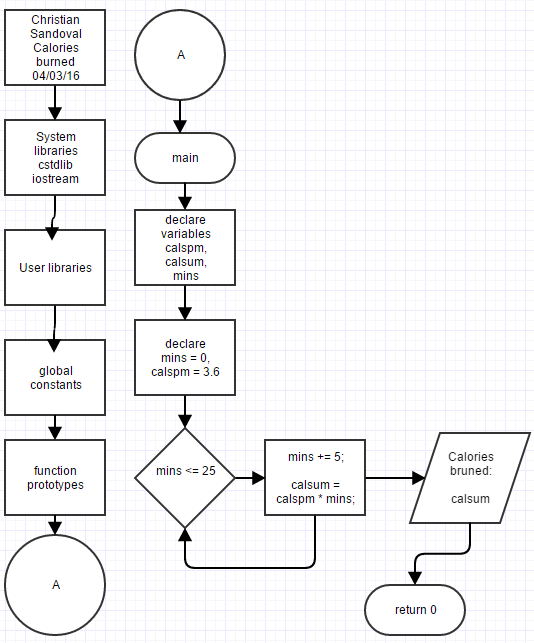 Christian
Sandoval
Calories
burned
04/03/16
System
libraries
cstdlib
iostream
User libraries
global
constants
function
prototypes
A
A
main
declare
variables
calspm,
calsum,
mins
declare
mins = 0,
calspm = 3.6
mins <= 25
mins += 5;
calsum =
calspm * mins;
Calories
bruned:
calsum
return 0